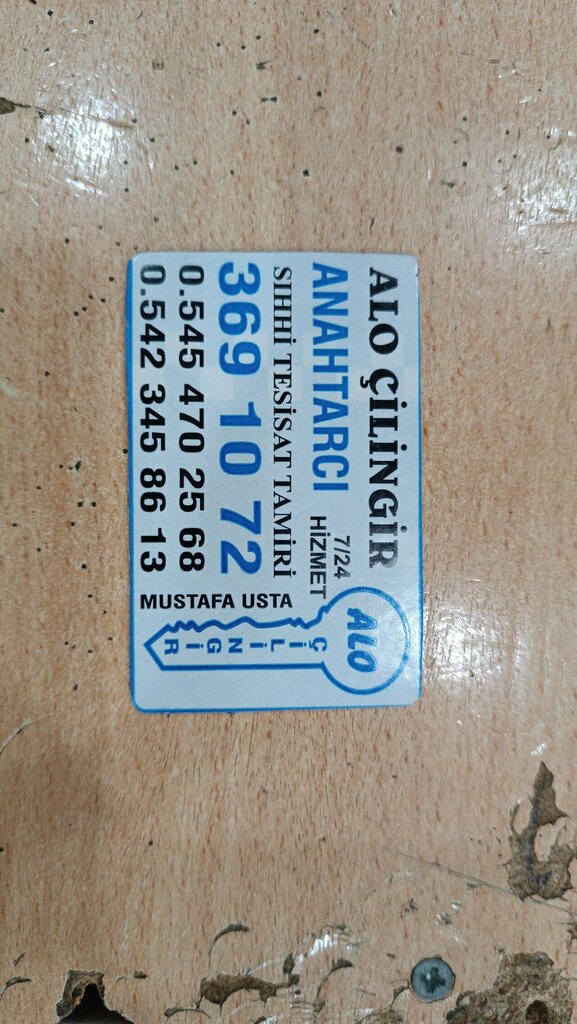 ALO ÇİLİNGİR
ANAHTARCI
7/24
HİZMET
SIHHİ TESİSAT TAMİRİ
369 10 72
0.545 470 25 68
0.542 345 86 13
MUSTAFA USTA
ALO
ÇİLİNGİR